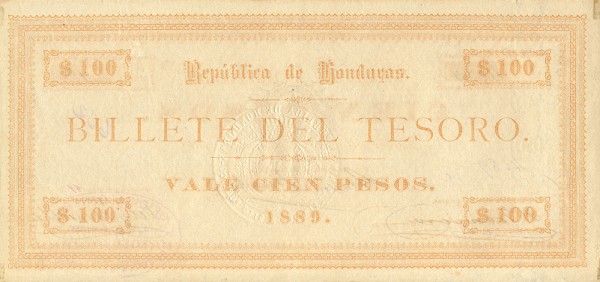 $ 100 República de Honduras. $ 100
BILLETE DEL TESORO.
VALE CIEN PESOS.
$ 100 1889. $ 100